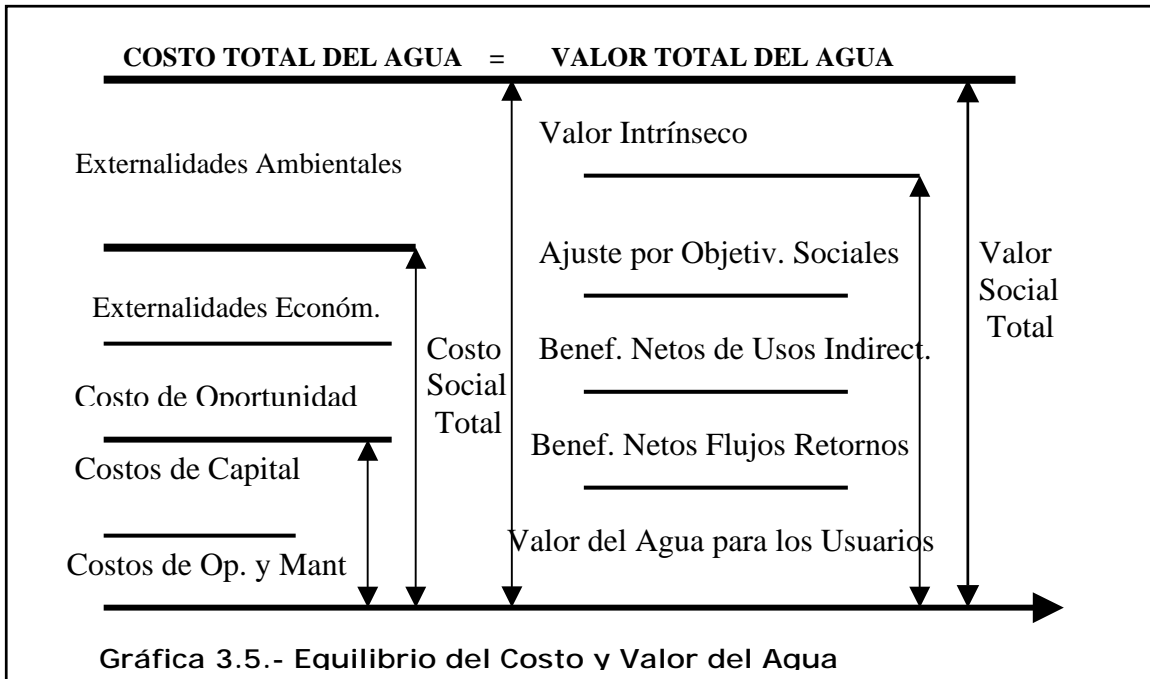 COSTO TOTAL DEL AGUA = VALOR TOTAL DEL AGUA
Externalidades Ambientales
Externalidades Económ.
Costo de Oportunidad
Costos de Capital
Costos de Op. y Mant
Costo
Social
Total
Valor Intrínseco
Ajuste por Objetiv. Sociales
Benef. Netos de Usos Indirect.
Benef. Netos Flujos Retornos
Valor del Agua para los Usuarios
Valor
Social
Total
Gráfica 3.5.- Equilibrio del Costo y Valor del Agua